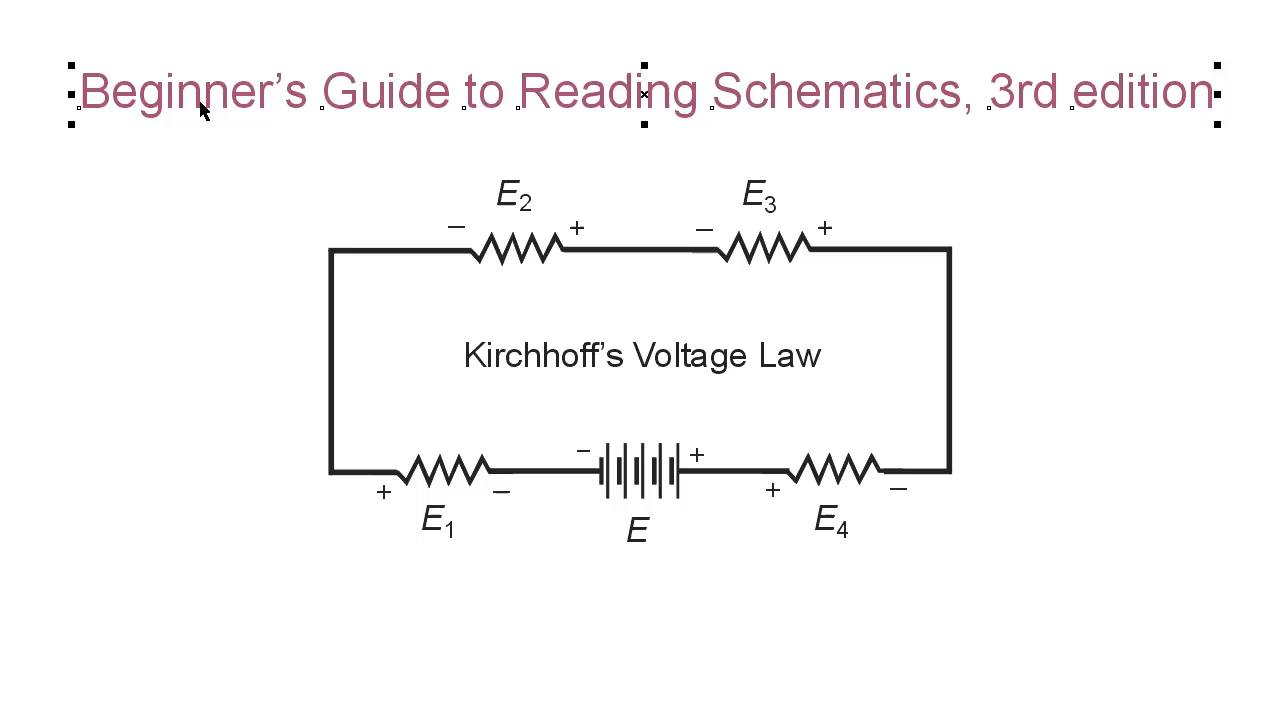 Beginner’s Guide to Reading Schematics, 3rd edition
E2 E3
– + – +
Kirchhoff’s Voltage Law
– +
+ – + –
E1 E E4